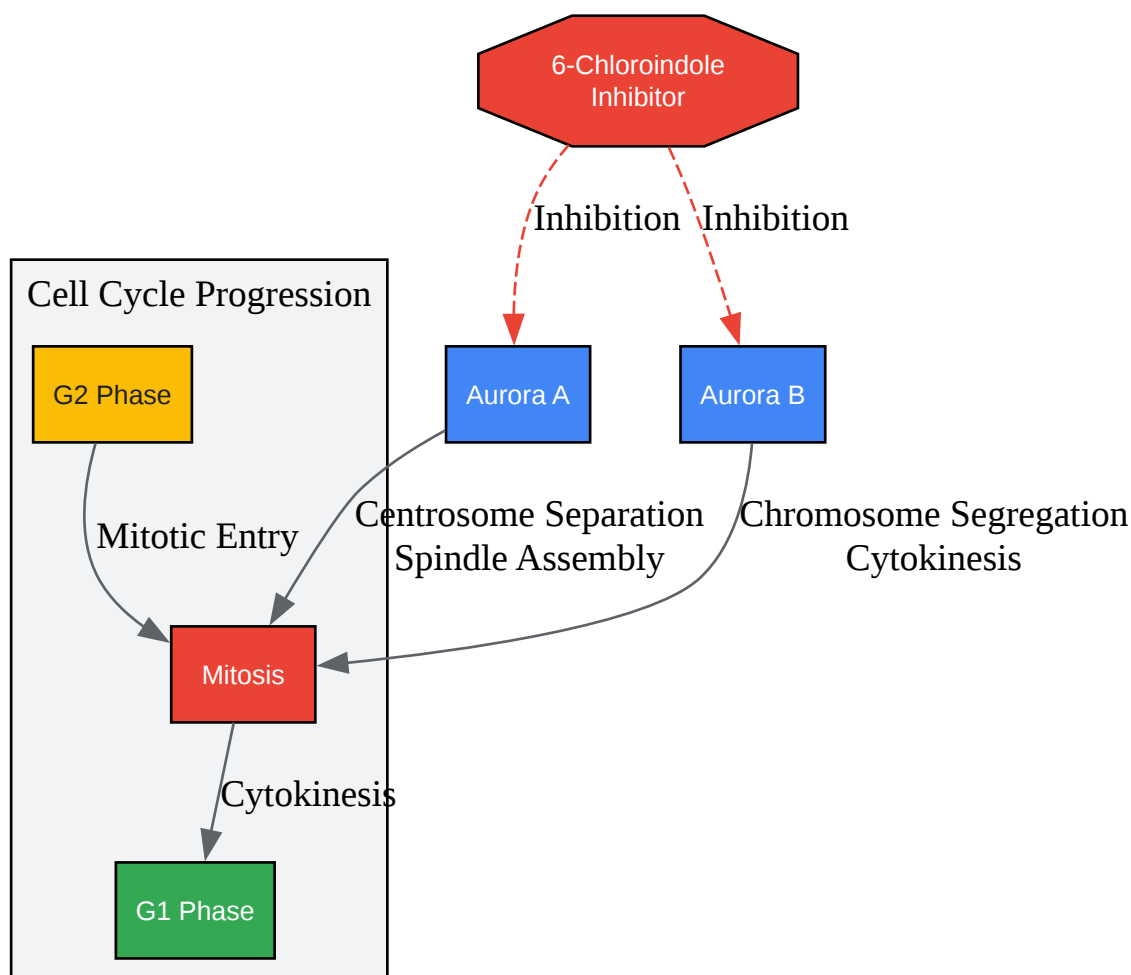 6-Chloroindole
Inhibitor
Inhibition
Inhibition
Cell Cycle Progression
G2 Phase
Aurora A
Aurora B
Mitotic Entry
Centrosome Separation
Spindle Assembly
Chromosome Segregation
Cytokinesis
Mitosis
Cytokinesis
G1 Phase